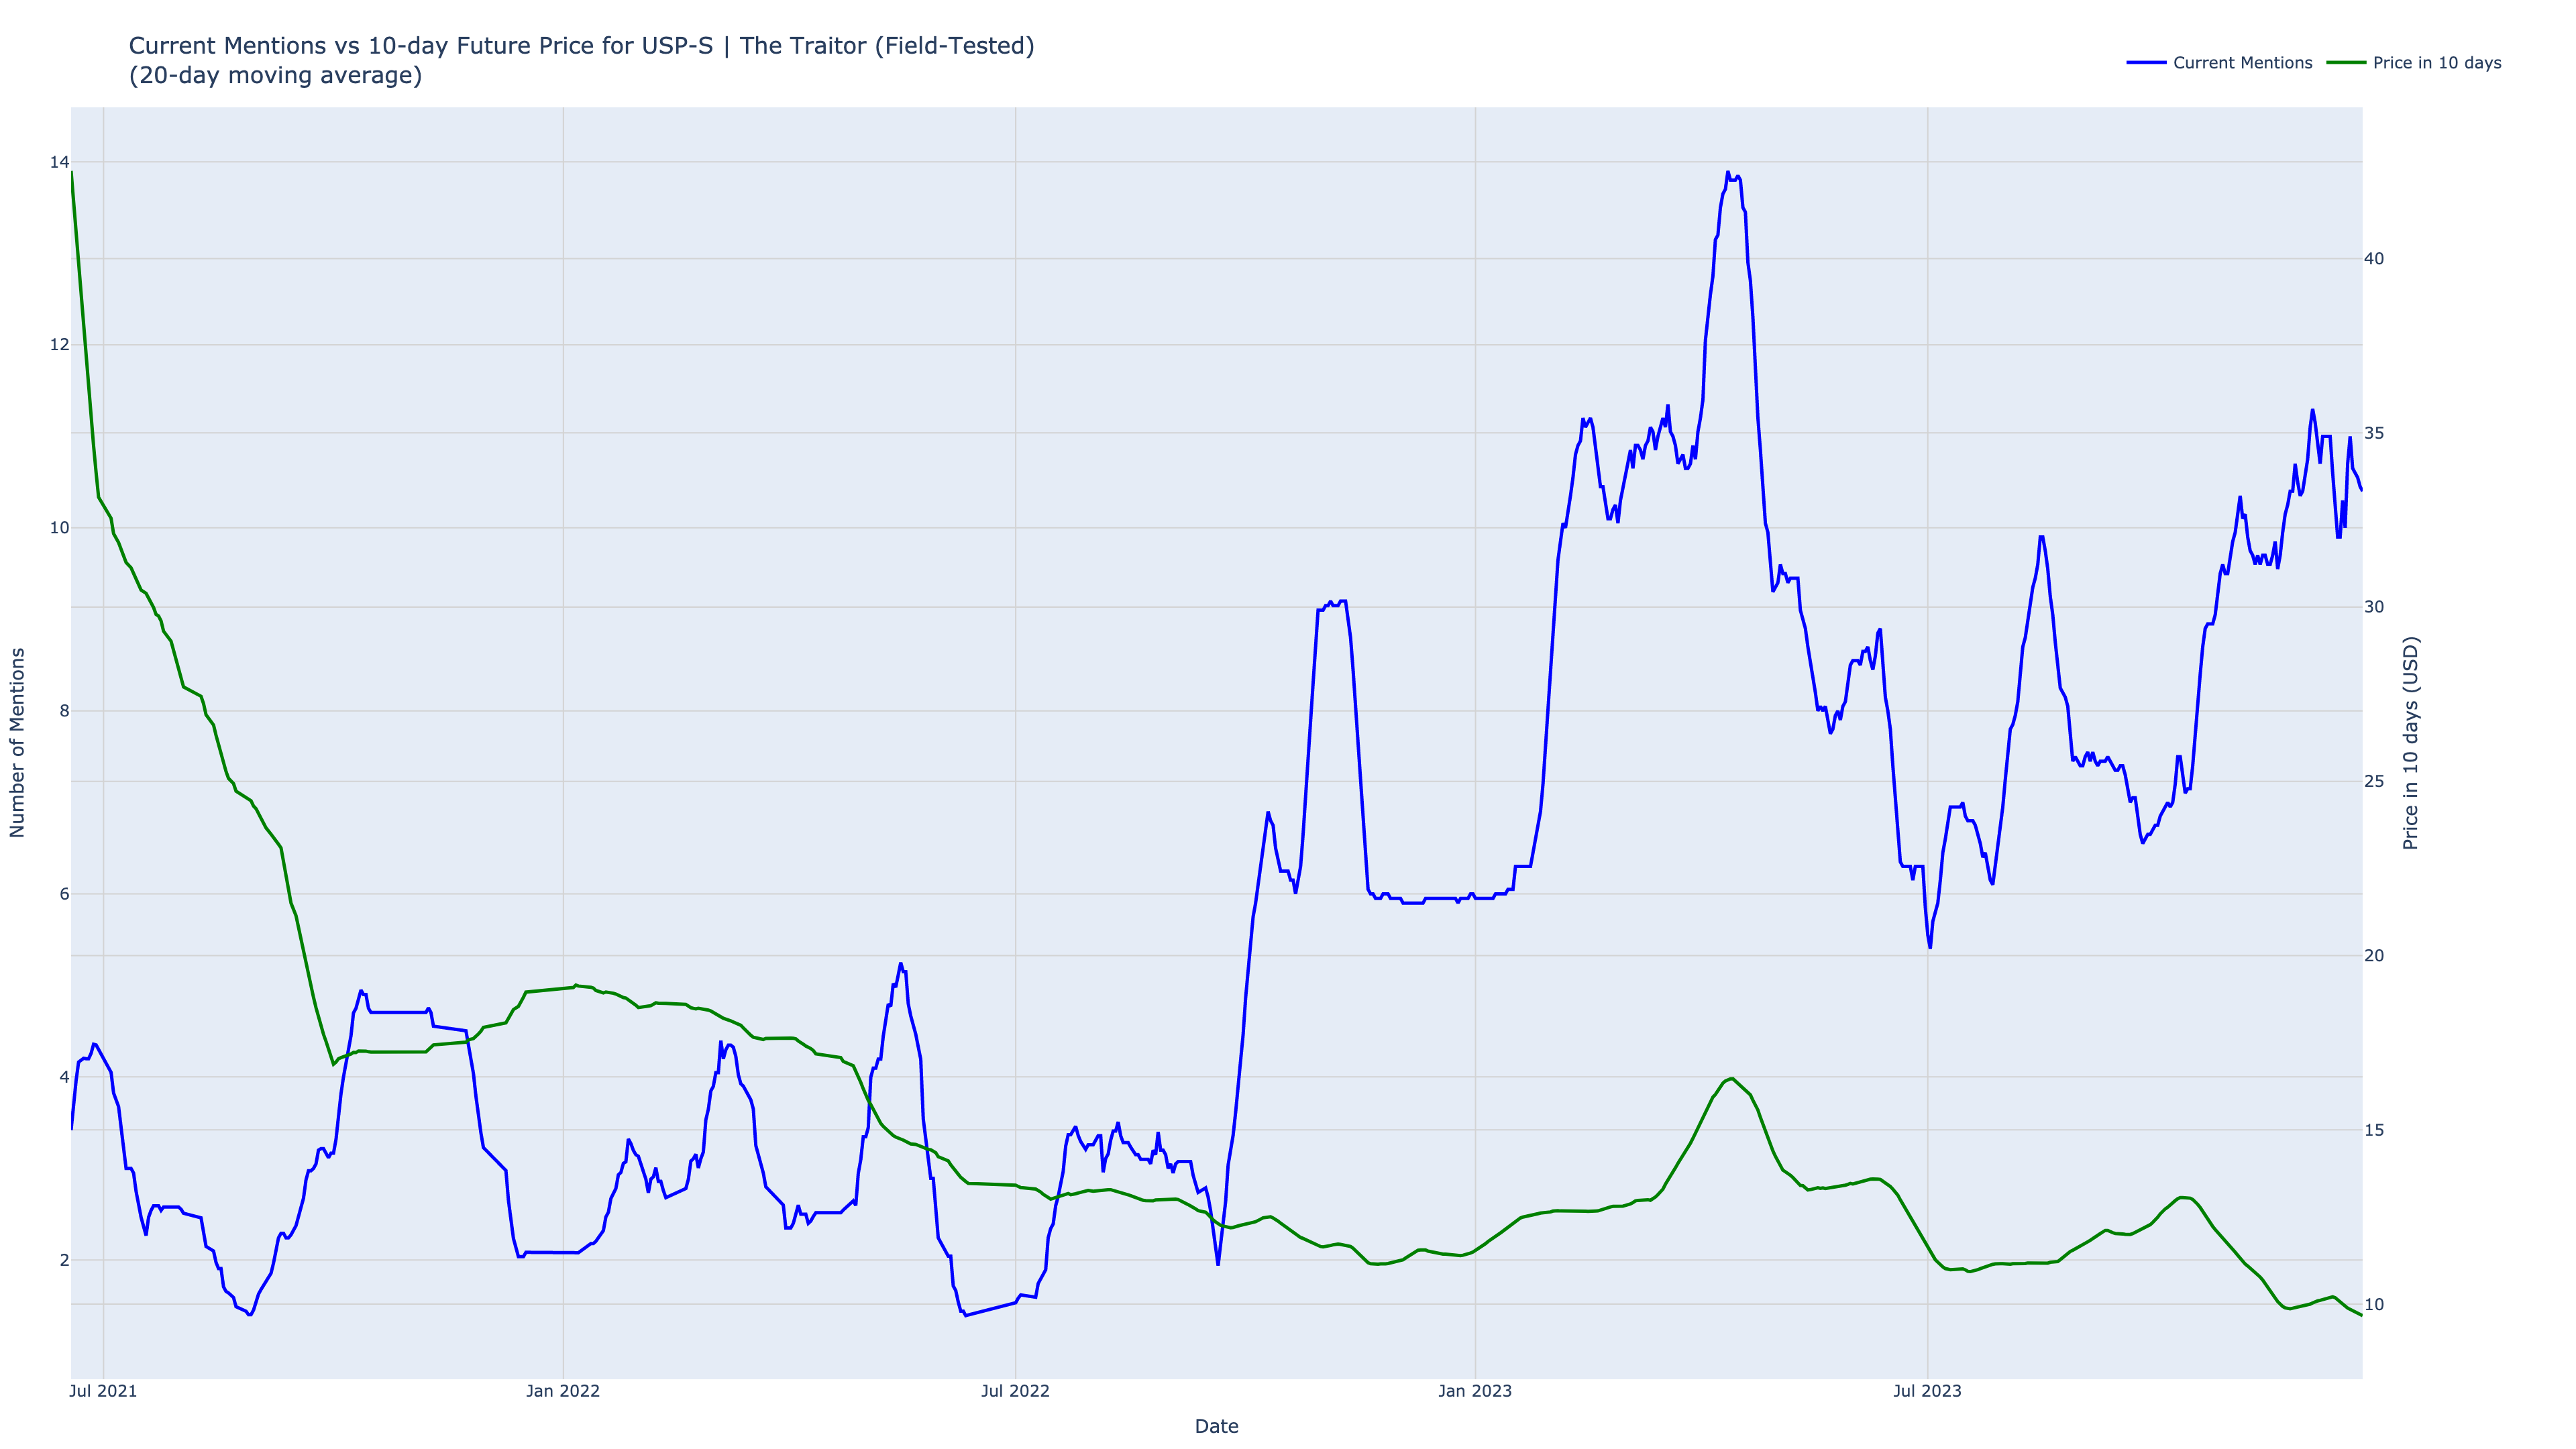 Current Mentions vs 10-day Future Price for USP-S | The Traitor (Field-Tested)
(20-day moving average)
Current Mentions
Price in 10 days
14
12
10
8
6
4
2
Number of Mentions
40
35
30
25
20
15
10
Price in 10 days (USD)
Jul 2021
Jan 2022
Jul 2022
Jan 2023
Jul 2023
Date